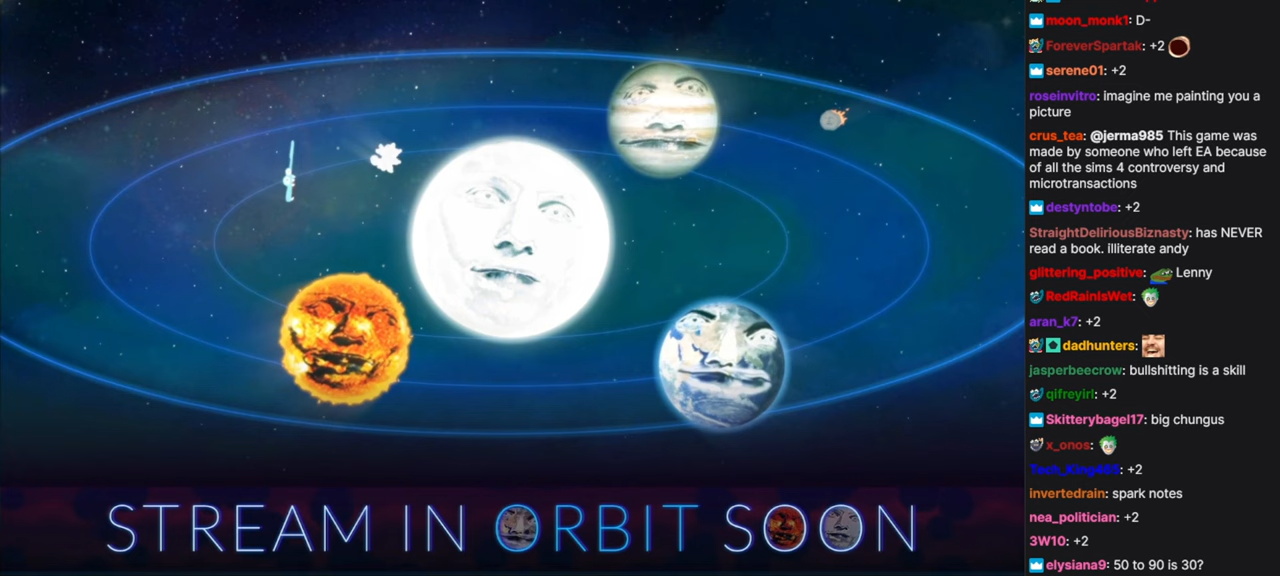 STREAM IN ORBIT SOON
moon_monk1: D-
ForeverSpartak: +2
serene01: +2
roseinvitro: imagine me painting you a
picture
crus_tea: @jerma985 This game was
made by someone who left EA because
of all the sims 4 controversy and
microtransactions
destyntobe: +2
StraightDeliriousBiznasty: has NEVER
read a book. illiterate andy
glittering_positive: Lenny
RedRainIsWet:
aran_k7: +2
dadhunters:
jasperbeecrow: bullshitting is a skill
qifreyirl: +2
Skitterybagel17: big chungus
x_onos:
Tech_King465: +2
invertedrain: spark notes
nea_politician: +2
3W10: +2
elysiana9: 50 to 90 is 30?